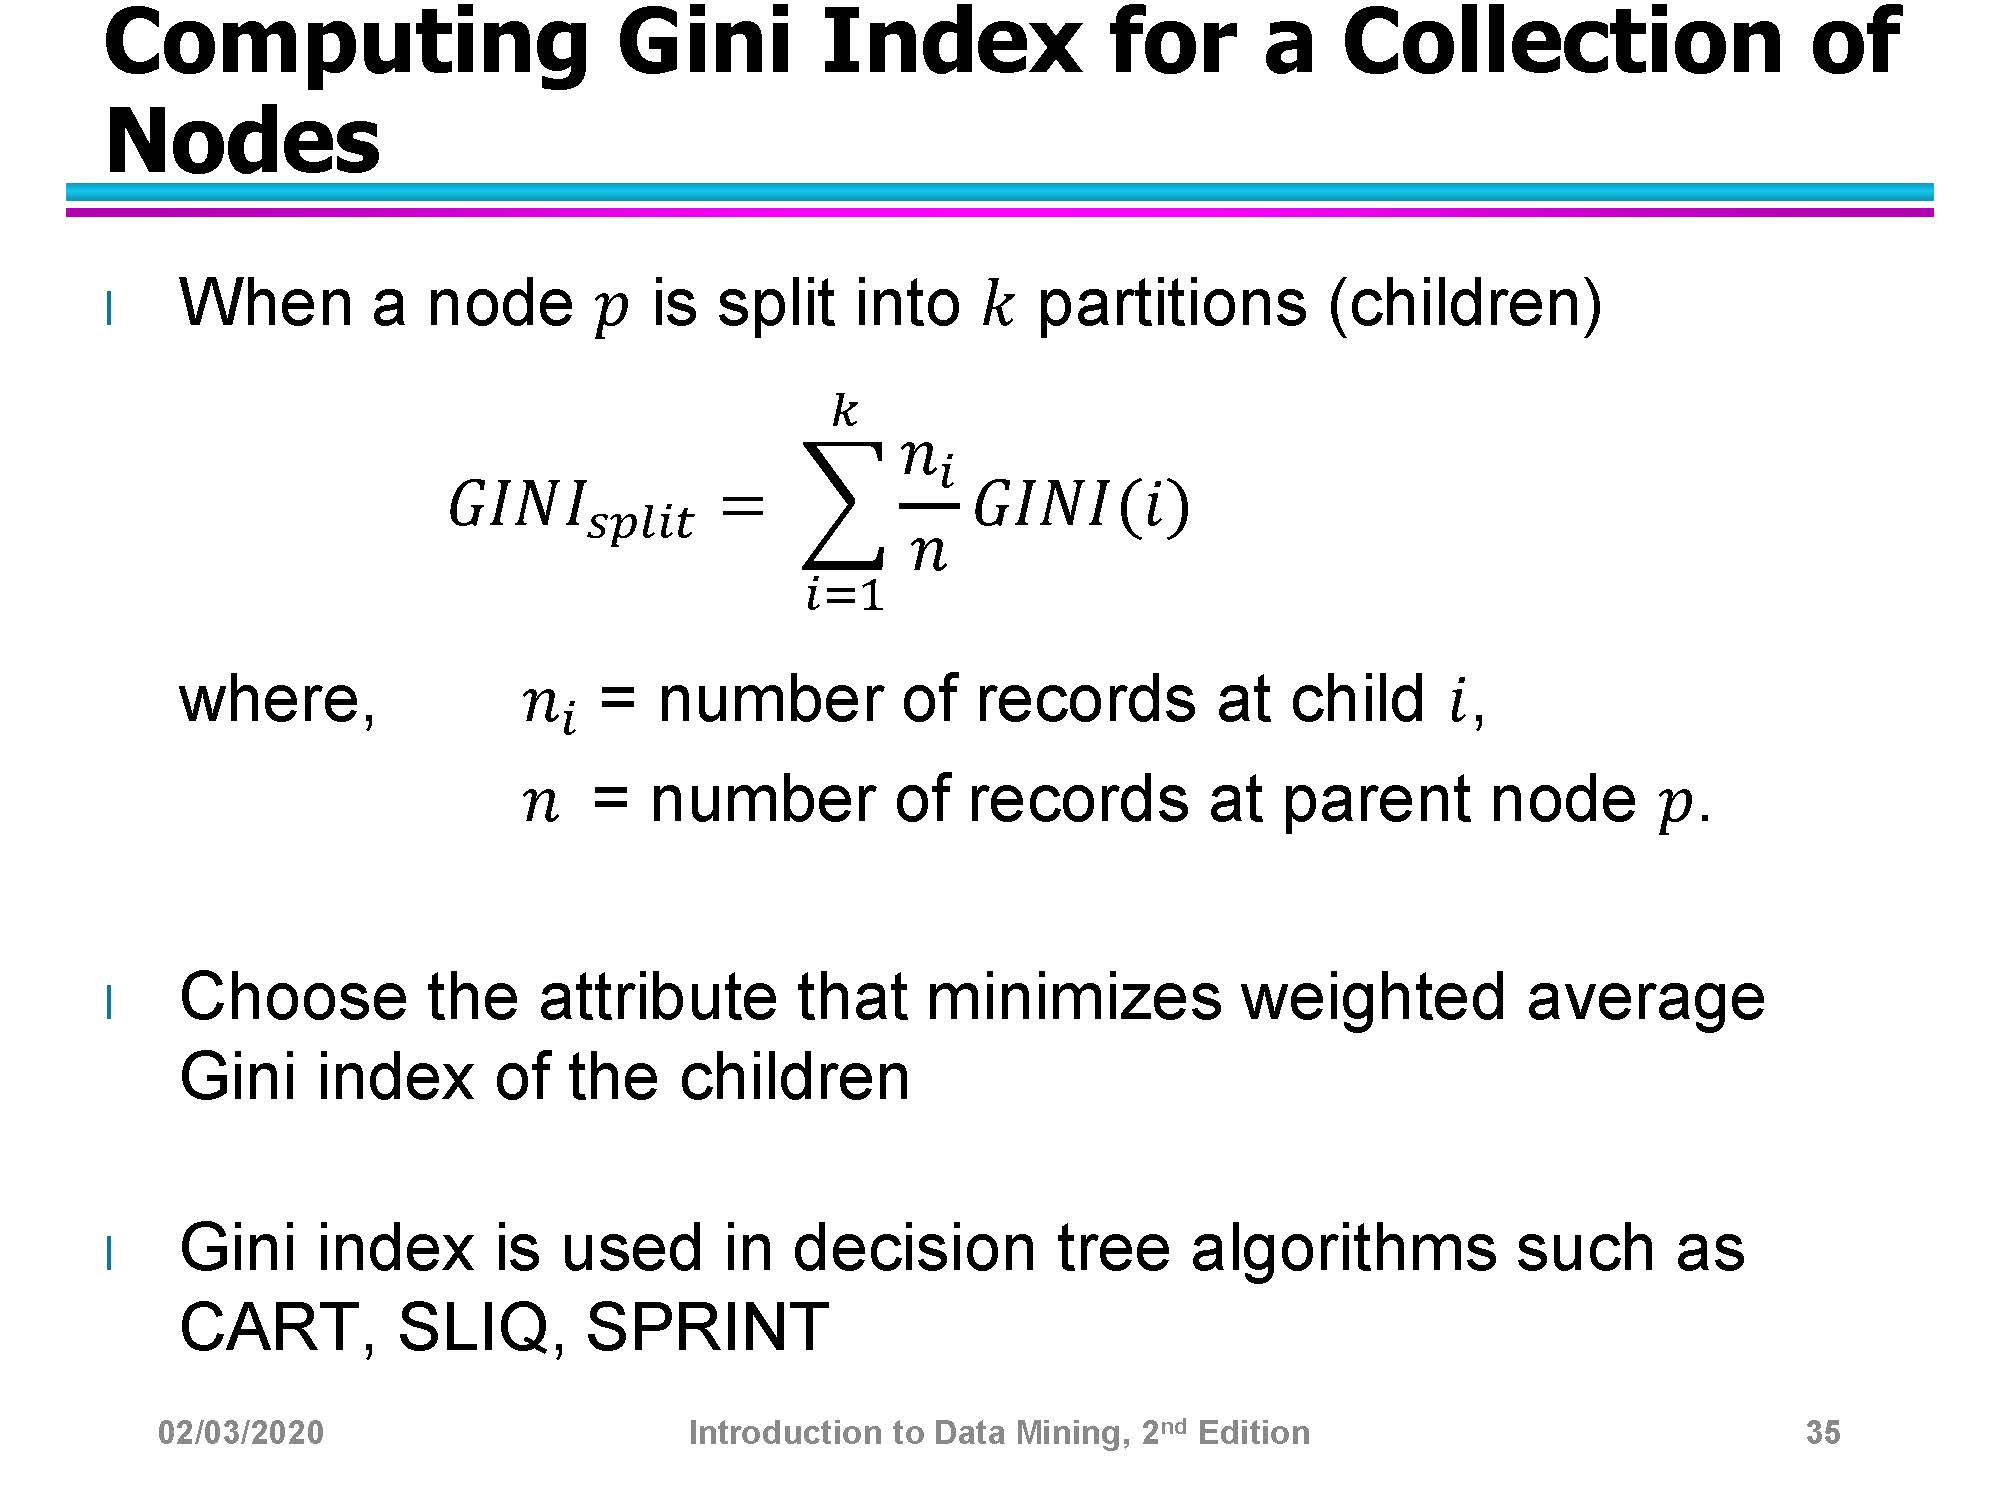 Computing Gini Index for a Collection of
Nodes
l When a node 𝑝 is split into 𝑘 partitions (children)
𝐺𝐼𝑁𝐼_{𝑠𝑝𝑙𝑖𝑡} = \sum_{𝑖=1}^{𝑘} \frac{𝑛_𝑖}{𝑛} 𝐺𝐼𝑁𝐼(𝑖)
where, 𝑛_𝑖 = number of records at child 𝑖,
𝑛 = number of records at parent node 𝑝.
l Choose the attribute that minimizes weighted average
Gini index of the children
l Gini index is used in decision tree algorithms such as
CART, SLIQ, SPRINT
02/03/2020 Introduction to Data Mining, 2nd Edition 35